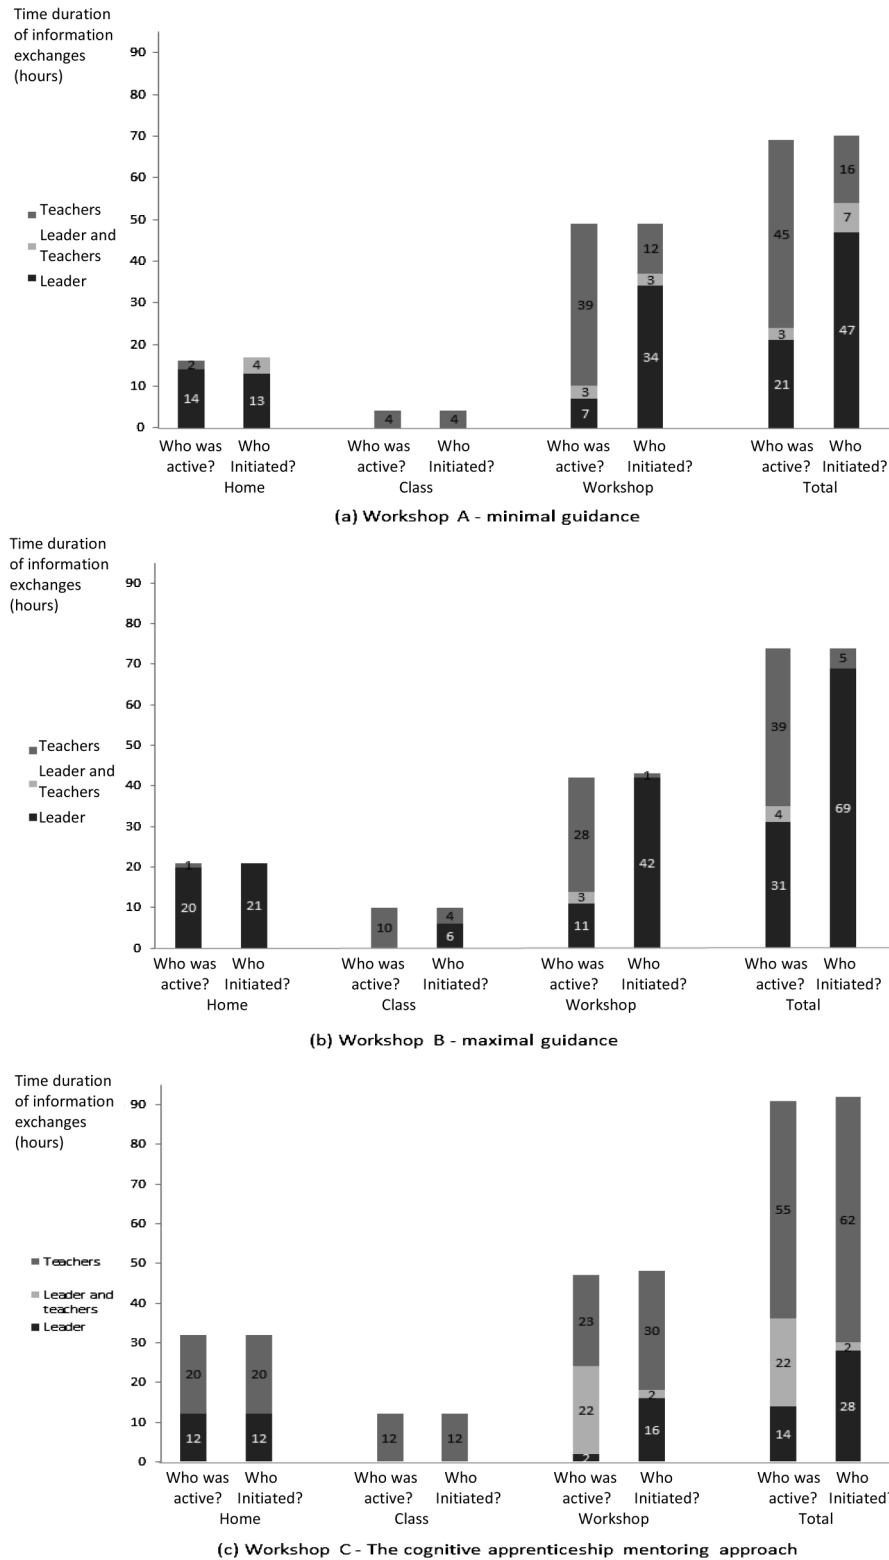 Time duration
of information
exchanges
(hours)
90
80
70
60
50
40
30
20
10
0
Teachers
Leader and
Teachers
Leader
2
14
4
13
4
4
39
3
7
12
3
34
45
3
21
16
7
47
Who was
active?
Who
Initiated?
Who was
active?
Who
Initiated?
Who was
active?
Who
Initiated?
Who was
active?
Who
Initiated?
Home
Class
Workshop
Total
(a) Workshop A - minimal guidance
Time duration
of information
exchanges
(hours)
90
80
70
60
50
40
30
20
10
0
Teachers
Leader and
Teachers
Leader
1
20
21
10
4
6
28
3
11
1
42
39
4
31
5
69
Who was
active?
Who
Initiated?
Who was
active?
Who
Initiated?
Who was
active?
Who
Initiated?
Who was
active?
Who
Initiated?
Home
Class
Workshop
Total
(b) Workshop B - maximal guidance
Time duration
of information
exchanges
(hours)
90
80
70
60
50
40
30
20
10
0
Teachers
Leader and
teachers
Leader
20
12
20
12
12
12
23
22
2
30
2
16
55
22
14
62
2
28
Who was
active?
Who
Initiated?
Who was
active?
Who
Initiated?
Who was
active?
Who
Initiated?
Who was
active?
Who
Initiated?
Home
Class
Workshop
Total
(c) Workshop C - The cognitive apprenticeship mentoring approach